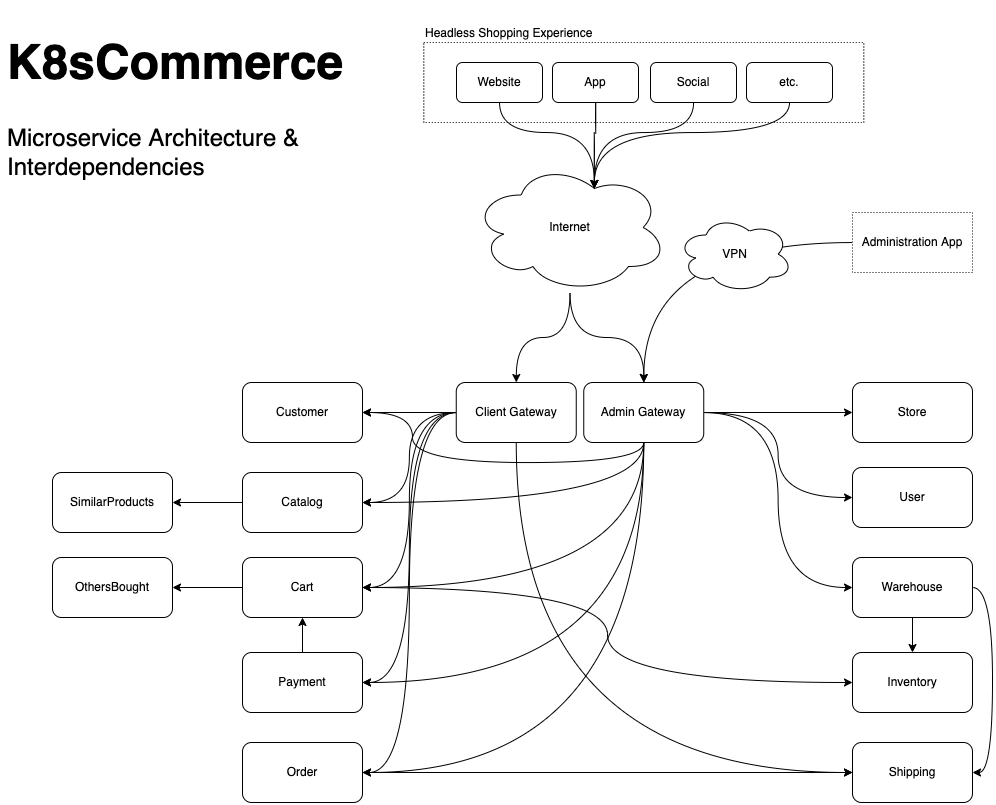 K8sCommerce
Microservice Architecture &
Interdependencies
Headless Shopping Experience
Website
App
Social
etc.
Internet
VPN
Administration App
Customer
Client Gateway
Admin Gateway
Store
SimilarProducts
Catalog
User
OthersBought
Cart
Warehouse
Payment
Inventory
Order
Shipping